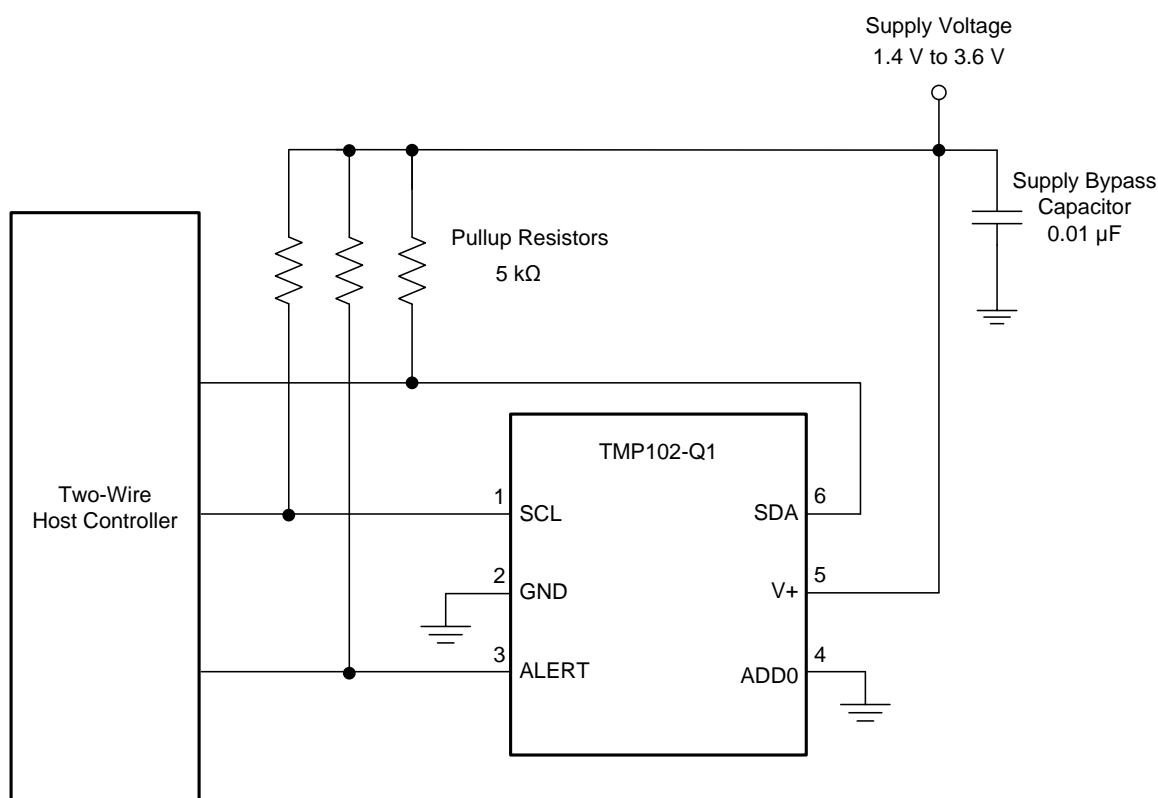 Supply Voltage
1.4 V to 3.6 V
Supply Bypass
Capacitor
0.01 µF
Pullup Resistors
5 kΩ
Two-Wire
Host Controller
TMP102-Q1
1
SCL
6
SDA
2
GND
5
V+
3
ALERT
4
ADD0